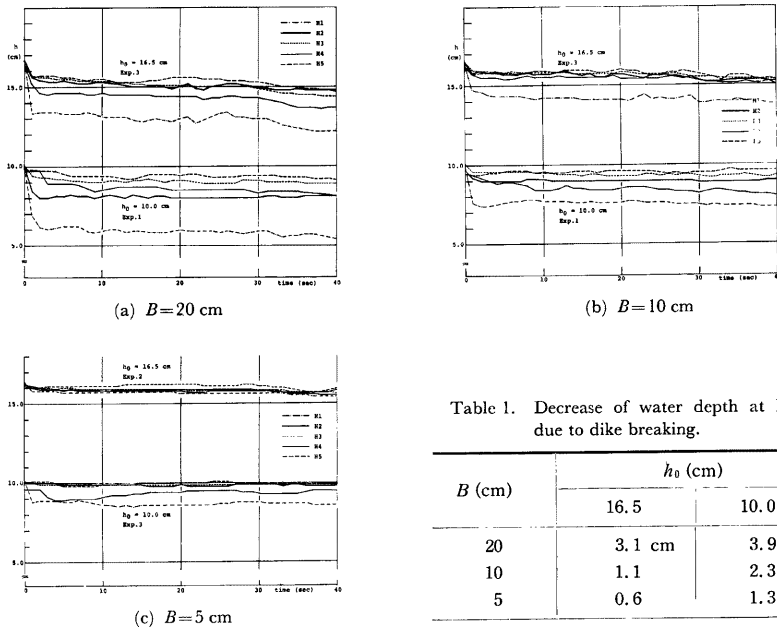 h
(cm)
h₀ = 16.5 cm
Exp.3
H1
H2
H3
H4
H5
15.0
10.0
h₀ = 10.0 cm
Exp.1
5.0
0 10 20 30 time (sec) 40
(a) B=20 cm
h
(cm)
h₀ = 16.5 cm
Exp.3
15.0
H2
10.0
h₀ = 10.0 cm
Exp.1
5.0
0 10 20 30 time (sec) 40
(b) B=10 cm
h₀ = 16.5 cm
Exp.2
15.0
H1
H2
H3
H4
H5
10.0
h₀ = 10.0 cm
Exp.3
5.0
0 10 20 30 time (sec) 40
(c) B=5 cm
Table 1. Decrease of water depth at
due to dike breaking.
B (cm) h₀ (cm)
16.5 10.0
20 3.1 cm 3.9
10 1.1 2.3
5 0.6 1.3